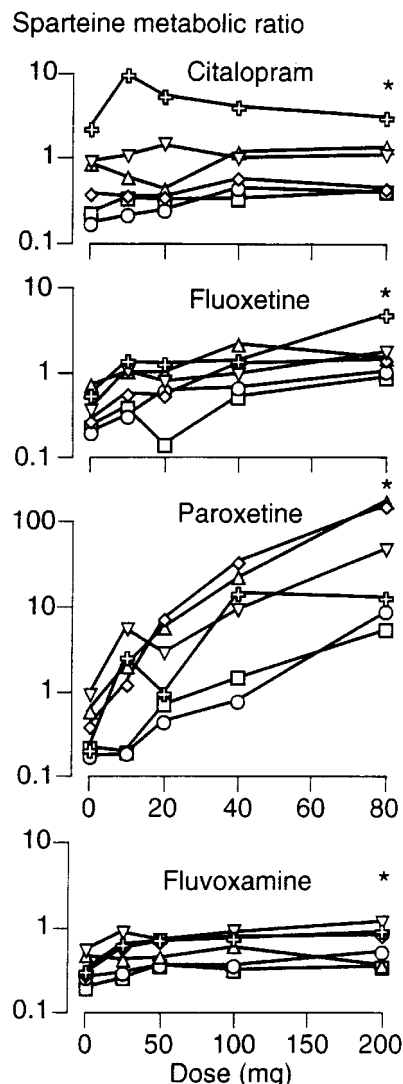 Sparteine metabolic ratio
Citalopram
*
10
1
0.1
Fluoxetine
*
10
1
0.1
Paroxetine
*
100
10
1
0.1
0 20 40 60 80
Fluvoxamine
*
10
1
0.1
0 50 100 150 200
Dose (mg)